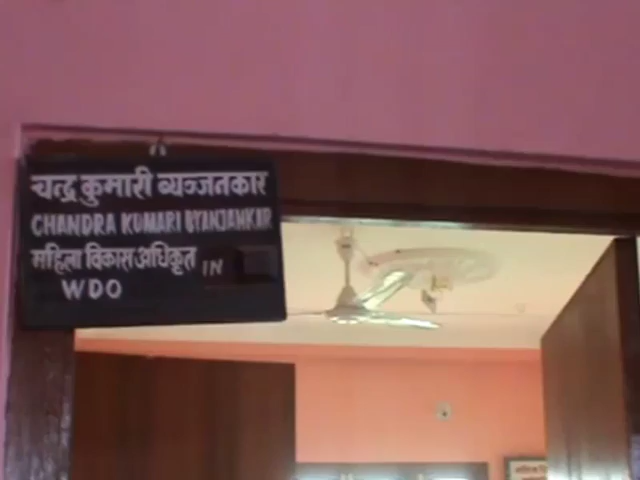 चन्द्र कुमारी ब्यञ्जनकार
CHANDRA KUMARI BYANJANKAR
महिला विकास अधिकृत IN
WDO